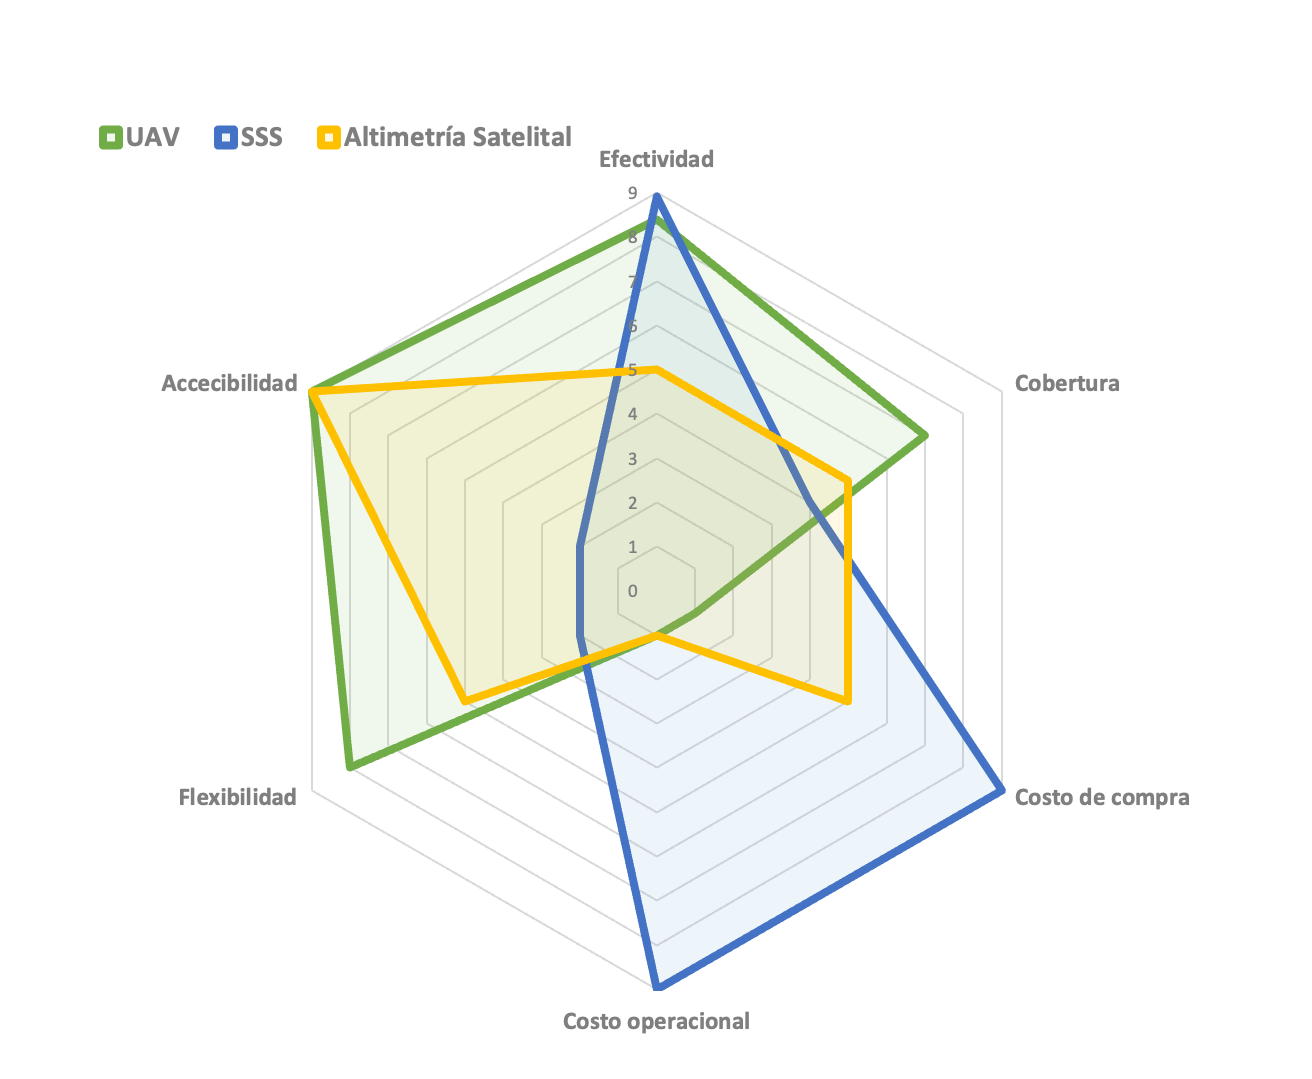 UAV SSS Altimetría Satelital
Efectividad
9
8
7
6
5
4
3
2
1
0
Accecibilidad
Cobertura
Flexibilidad
Costo de compra
Costo operacional